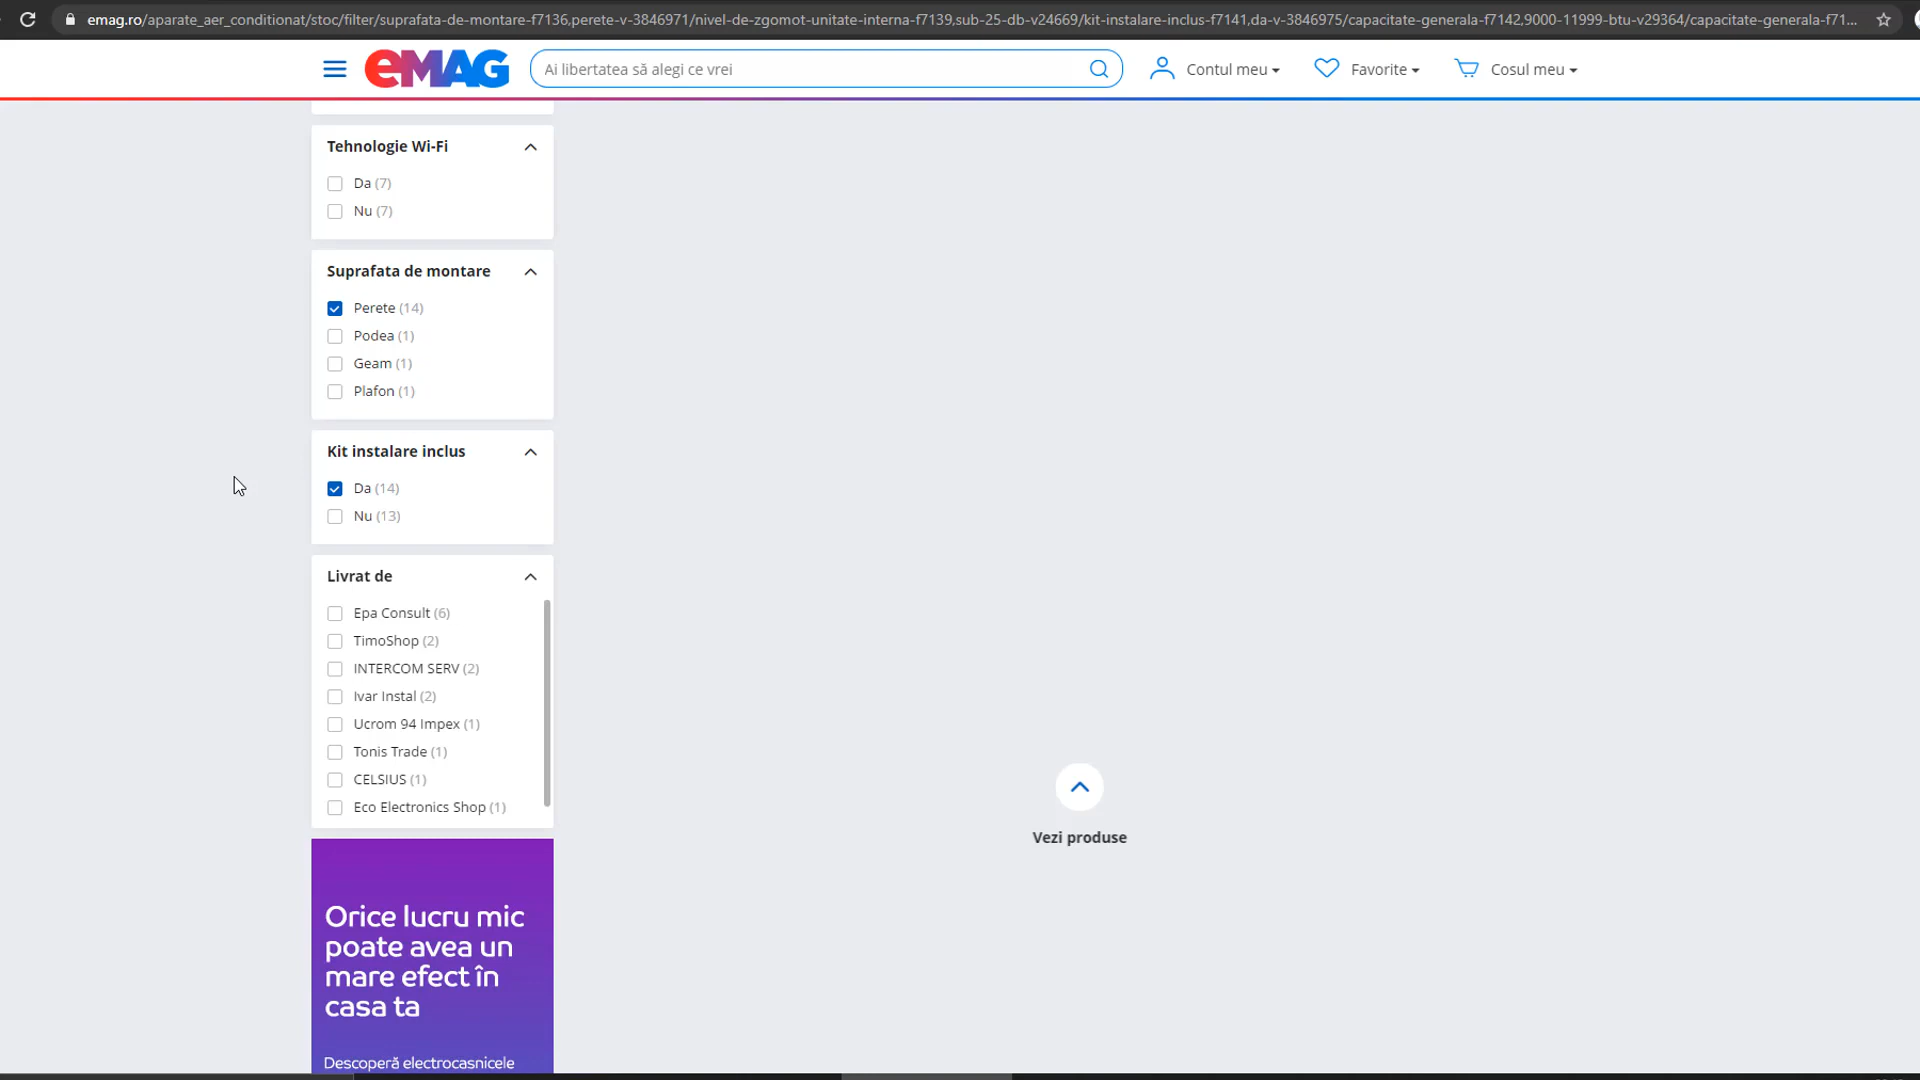 emag.ro/aparate_aer_conditionat/stoc/filter/suprafata-de-montare-f7136,perete-v-3846971/nivel-de-zgomot-unitate-interna-f7139,sub-25-db-v24669/kit-instalare-inclus-f7141,da-v-3846975/capacitate-generala-f7142,9000-11999-btu-v29364/capacitate-generala-f71...
eMAG
Ai libertatea să alegi ce vrei
Contul meu
Favorite
Cosul meu
Tehnologie Wi-Fi
Da (7)
Nu (7)
Suprafata de montare
Perete (14)
Podea (1)
Geam (1)
Plafon (1)
Kit instalare inclus
Da (14)
Nu (13)
Livrat de
Epa Consult (6)
TimoShop (2)
INTERCOM SERV (2)
Ivar Instal (2)
Ucrom 94 Impex (1)
Tonis Trade (1)
CELSIUS (1)
Eco Electronics Shop (1)
Vezi produse
Orice lucru mic
poate avea un
mare efect în
casa ta
Descoperă electrocasnicele